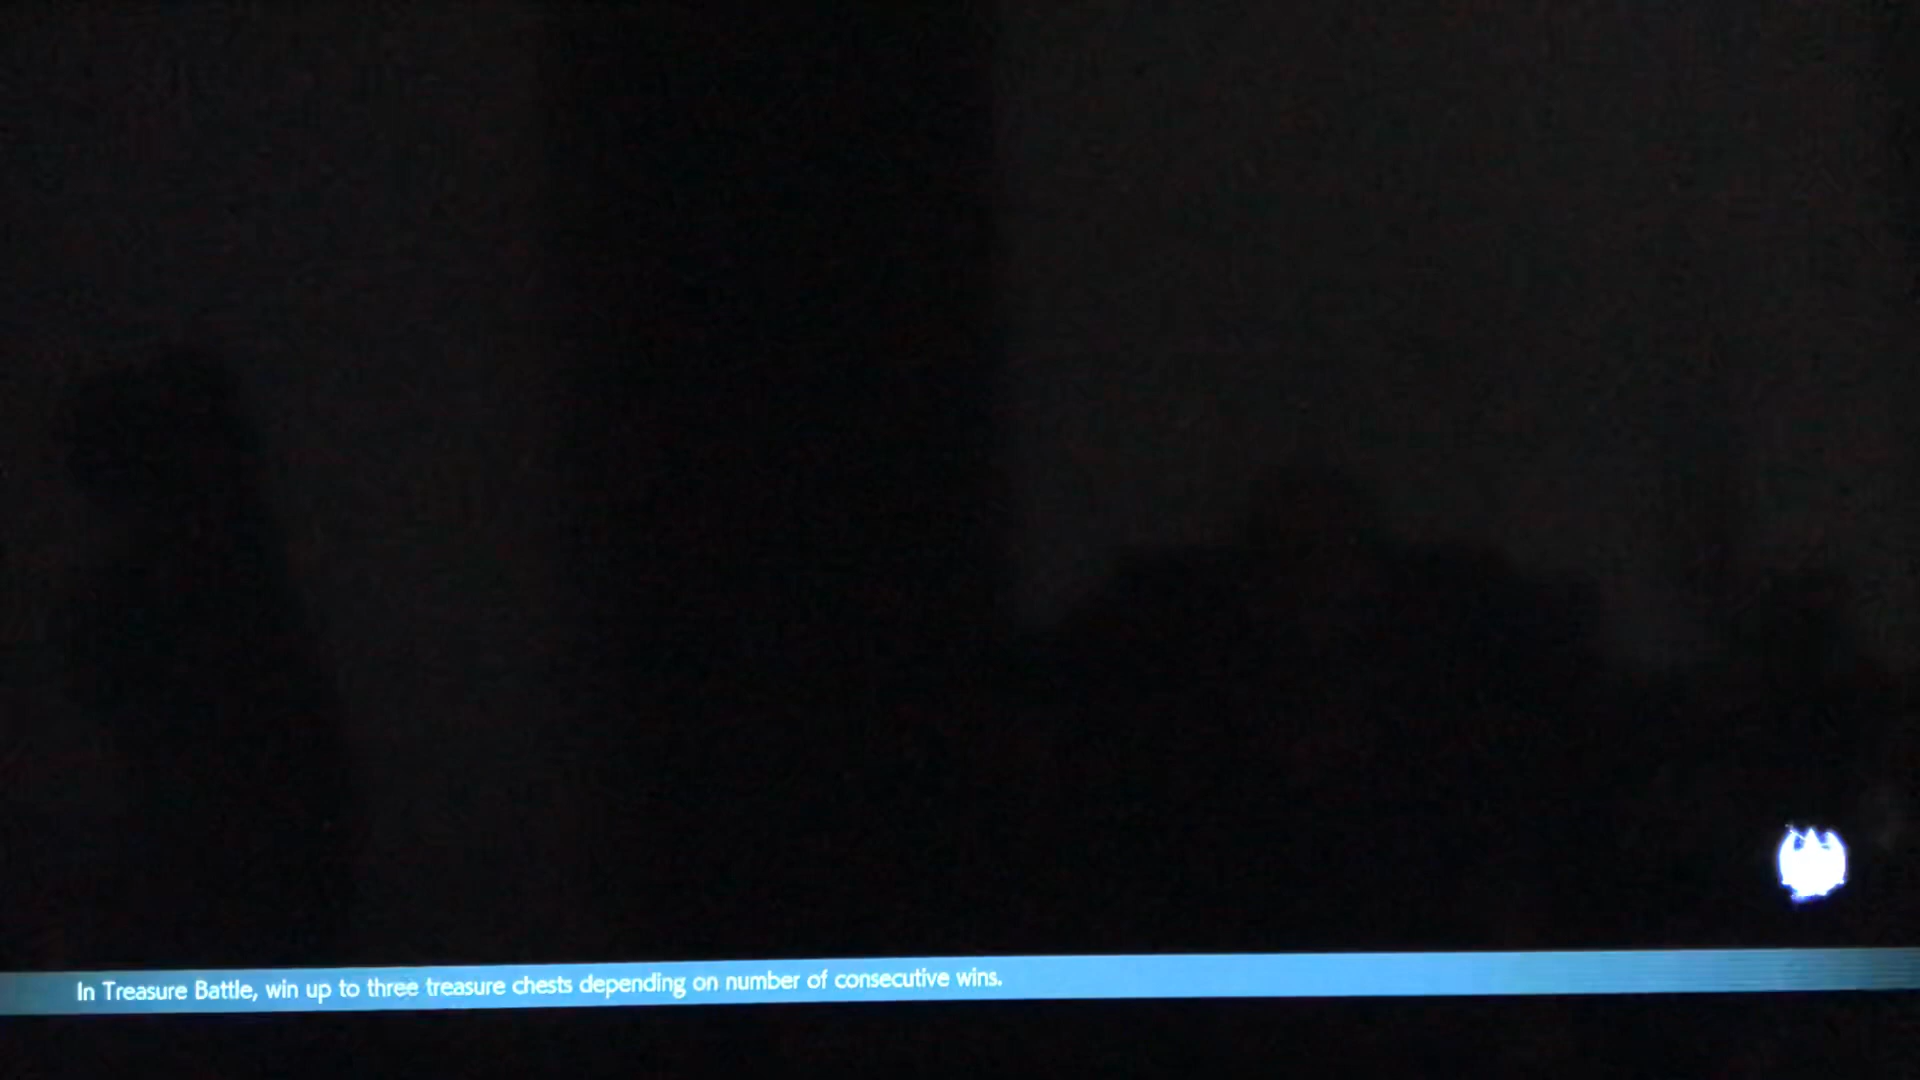 In Treasure Battle, win up to three treasure chests depending on number of consecutive wins.